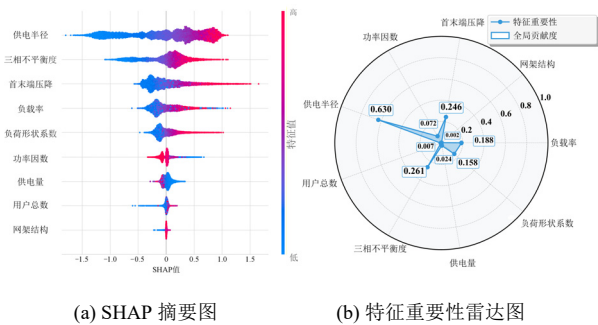 供电半径
三相不平衡度
首末端压降
负载率
负荷形状系数
功率因数
供电量
用户总数
网架结构
-1.5 -1.0 -0.5 0 0.5 1.0 1.5
SHAP值
高
特征值
低
(a) SHAP 摘要图
特征重要性
全局贡献度
首末端压降
功率因数
网架结构
供电半径
负载率
用户总数
负荷形状系数
三相不平衡度
供电量
0.2 0.4 0.6 0.8 1.0
0.630
0.072
0.246
0.002
0.188
0.007
0.158
0.024
0.261
(b) 特征重要性雷达图